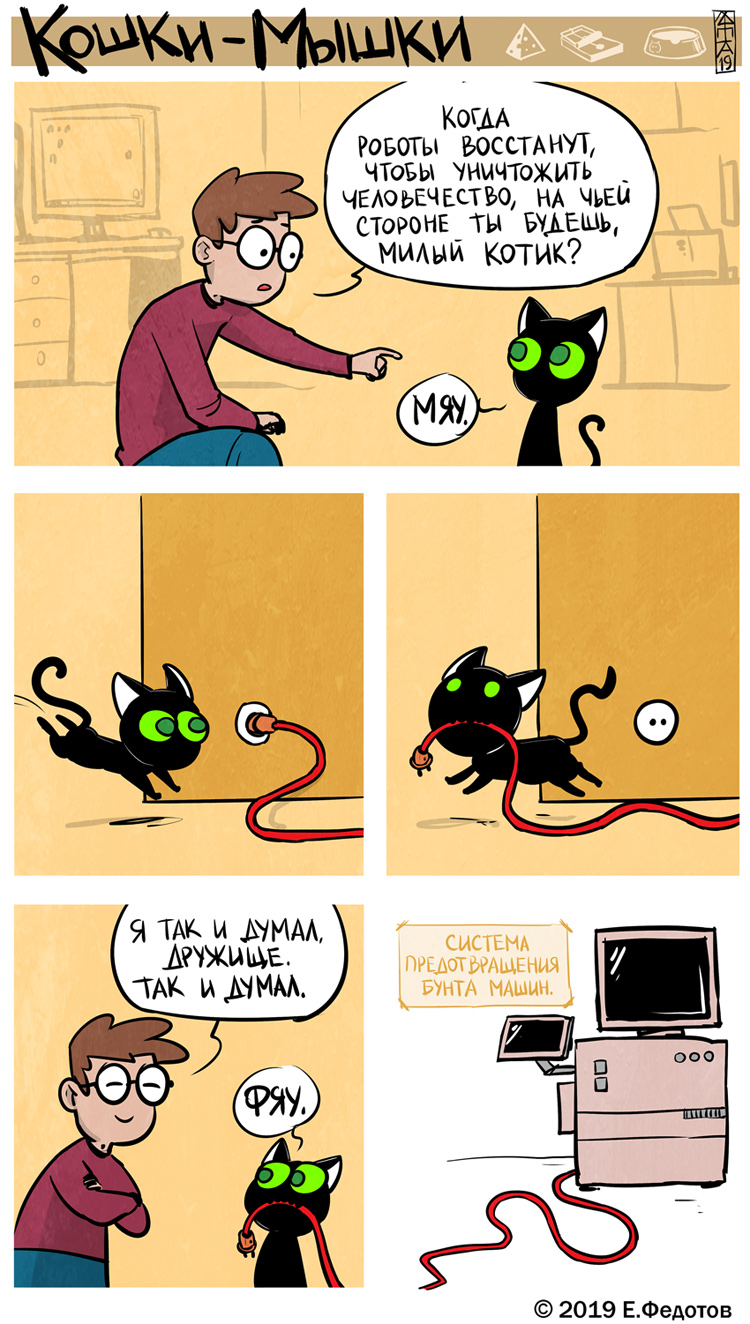 Кошки-Мышки
КОГДА
РОБОТЫ ВОССТАНУТ,
ЧТОБЫ УНИЧТОЖИТЬ
ЧЕЛОВЕЧЕСТВО, НА ЧЬЕЙ
СТОРОНЕ ТЫ БУДЕШЬ,
МИЛЫЙ КОТИК?
МЯУ.
Я ТАК И ДУМАЛ,
ДРУЖИЩЕ.
ТАК И ДУМАЛ.
ФЯУ.
СИСТЕМА
ПРЕДОТВРАЩЕНИЯ
БУНТА МАШИН.
© 2019 Е.Федотов